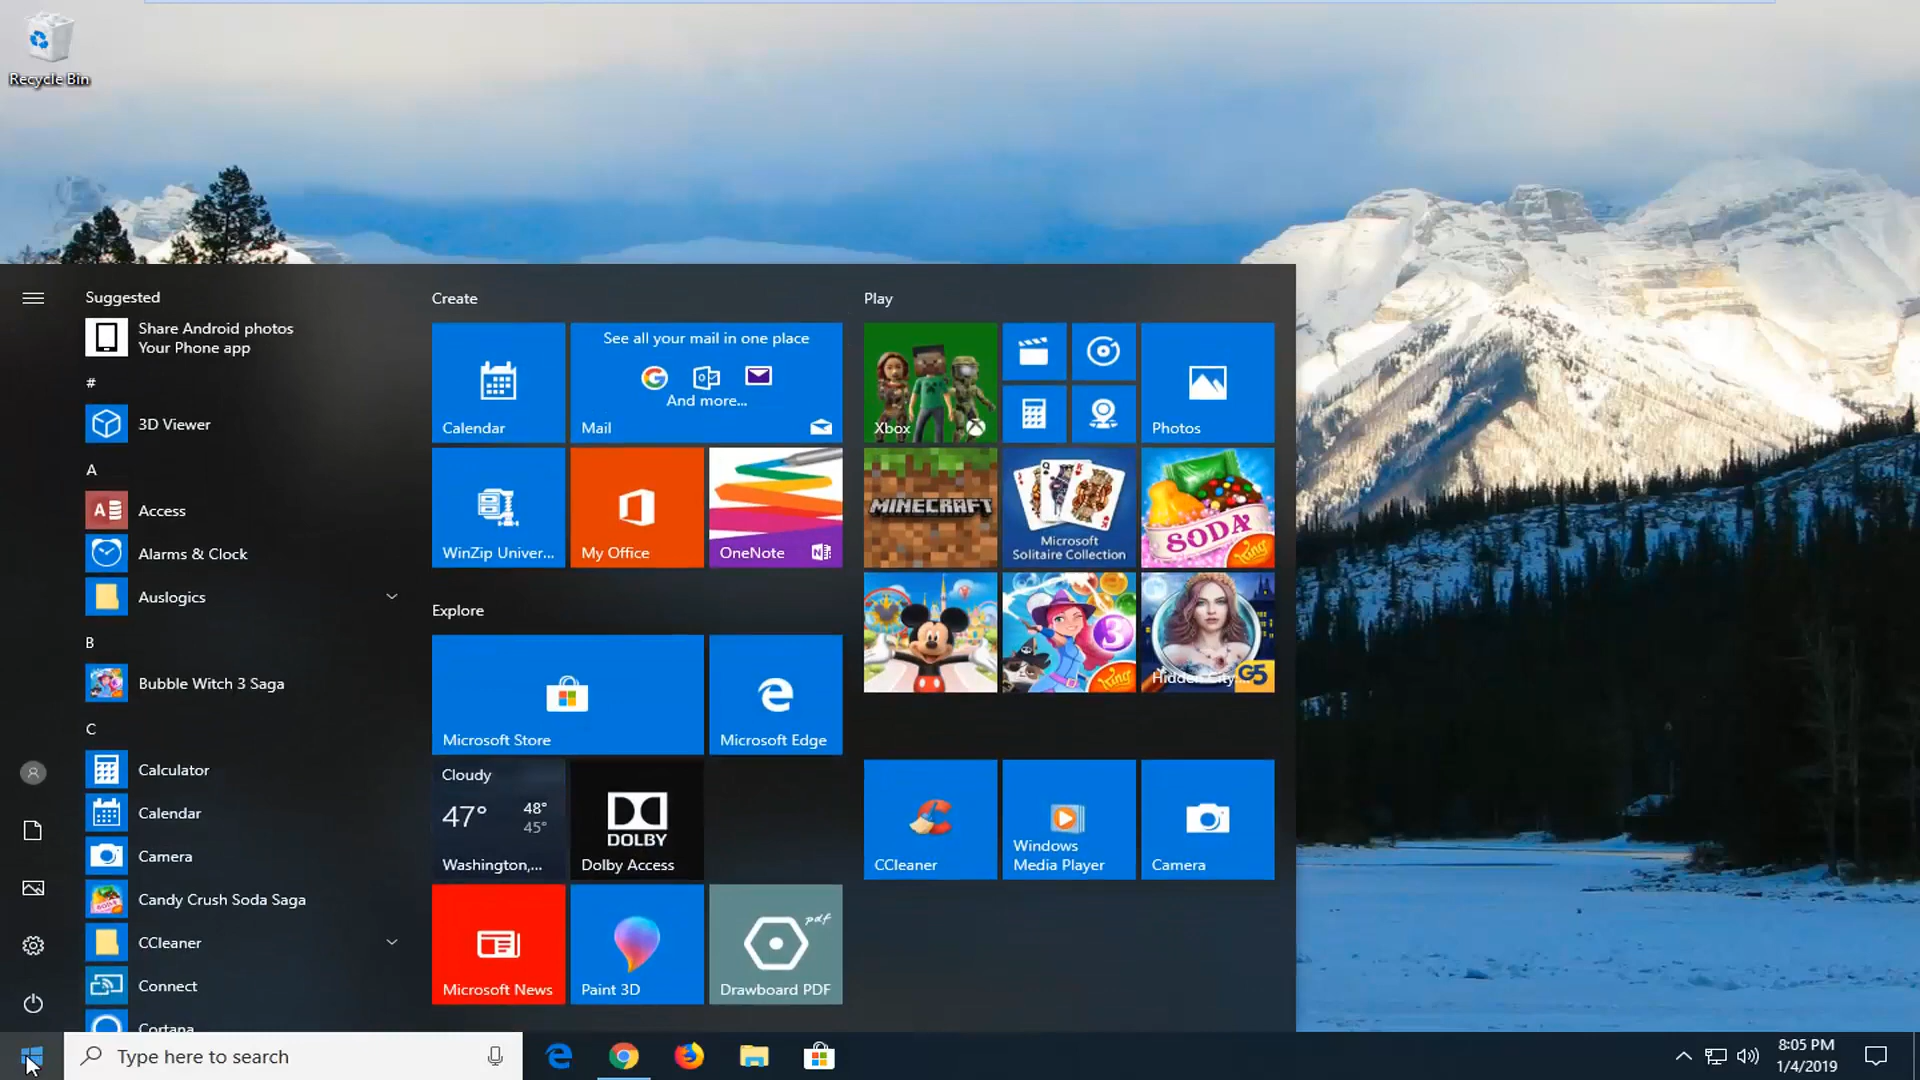 Recycle Bin
Suggested
Share Android photos
Your Phone app
#
3D Viewer
A
Access
Alarms & Clock
Auslogics
B
Bubble Witch 3 Saga
C
Calculator
Calendar
Camera
Candy Crush Soda Saga
CCleaner
Connect
Cortana
Create
Calendar
See all your mail in one place
And more...
Mail
WinZip Univer...
My Office
OneNote
Explore
Microsoft Store
Microsoft Edge
Cloudy
47° 48°
45°
Washington,...
DOLBY
Dolby Access
Microsoft News
Paint 3D
pdf
Drawboard PDF
Play
Xbox
Photos
MINECRAFT
Microsoft
Solitaire Collection
SODA
King
3
King
Hidden City...
G5
CCleaner
Windows
Media Player
Camera
Type here to search
8:05 PM
1/4/2019